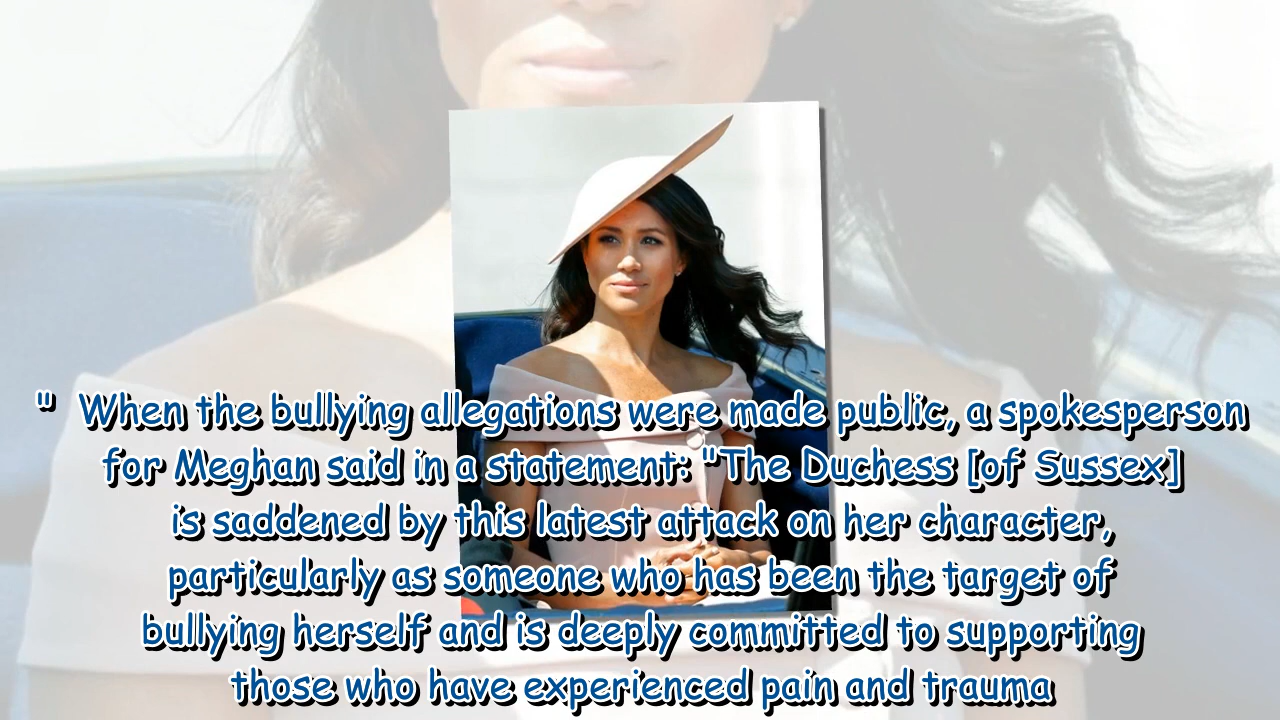 " When the bullying allegations were made public, a spokesperson
for Meghan said in a statement: "The Duchess [of Sussex]
is saddened by this latest attack on her character,
particularly as someone who has been the target of
bullying herself and is deeply committed to supporting
those who have experienced pain and trauma